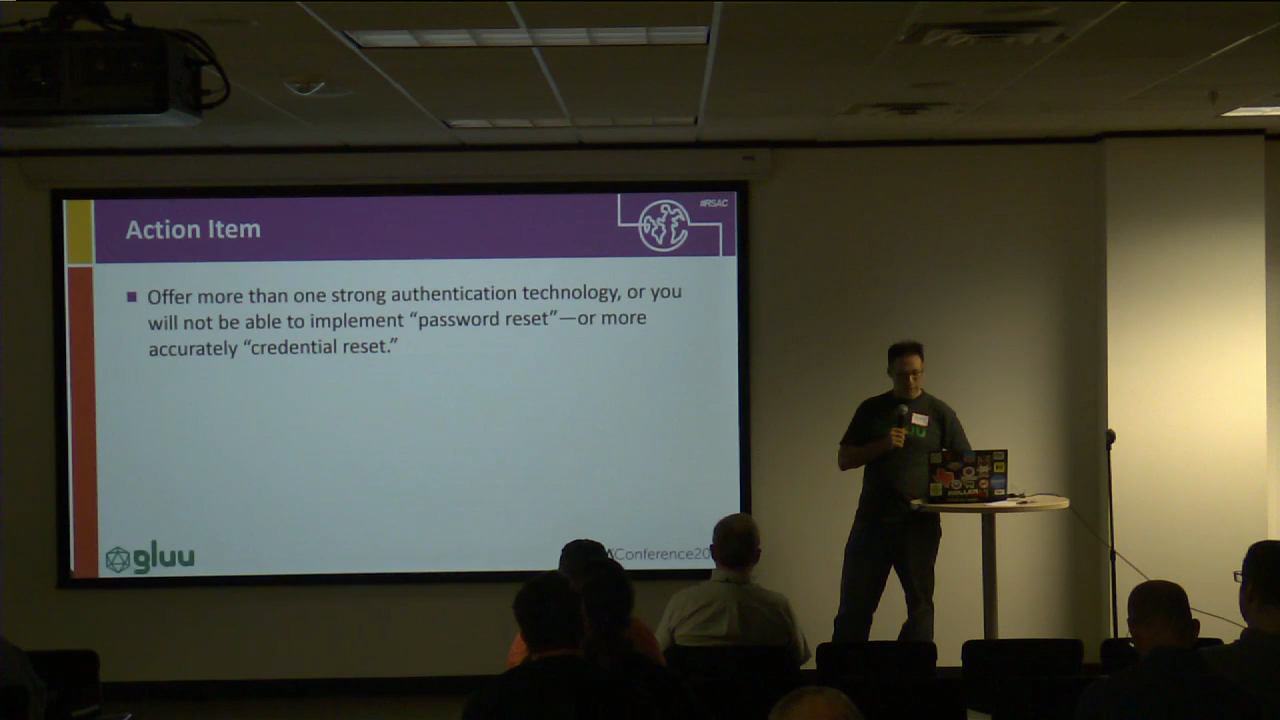 #RSAC
Action Item
Offer more than one strong authentication technology, or you
will not be able to implement “password reset”—or more
accurately “credential reset.”
gluu
Conference20